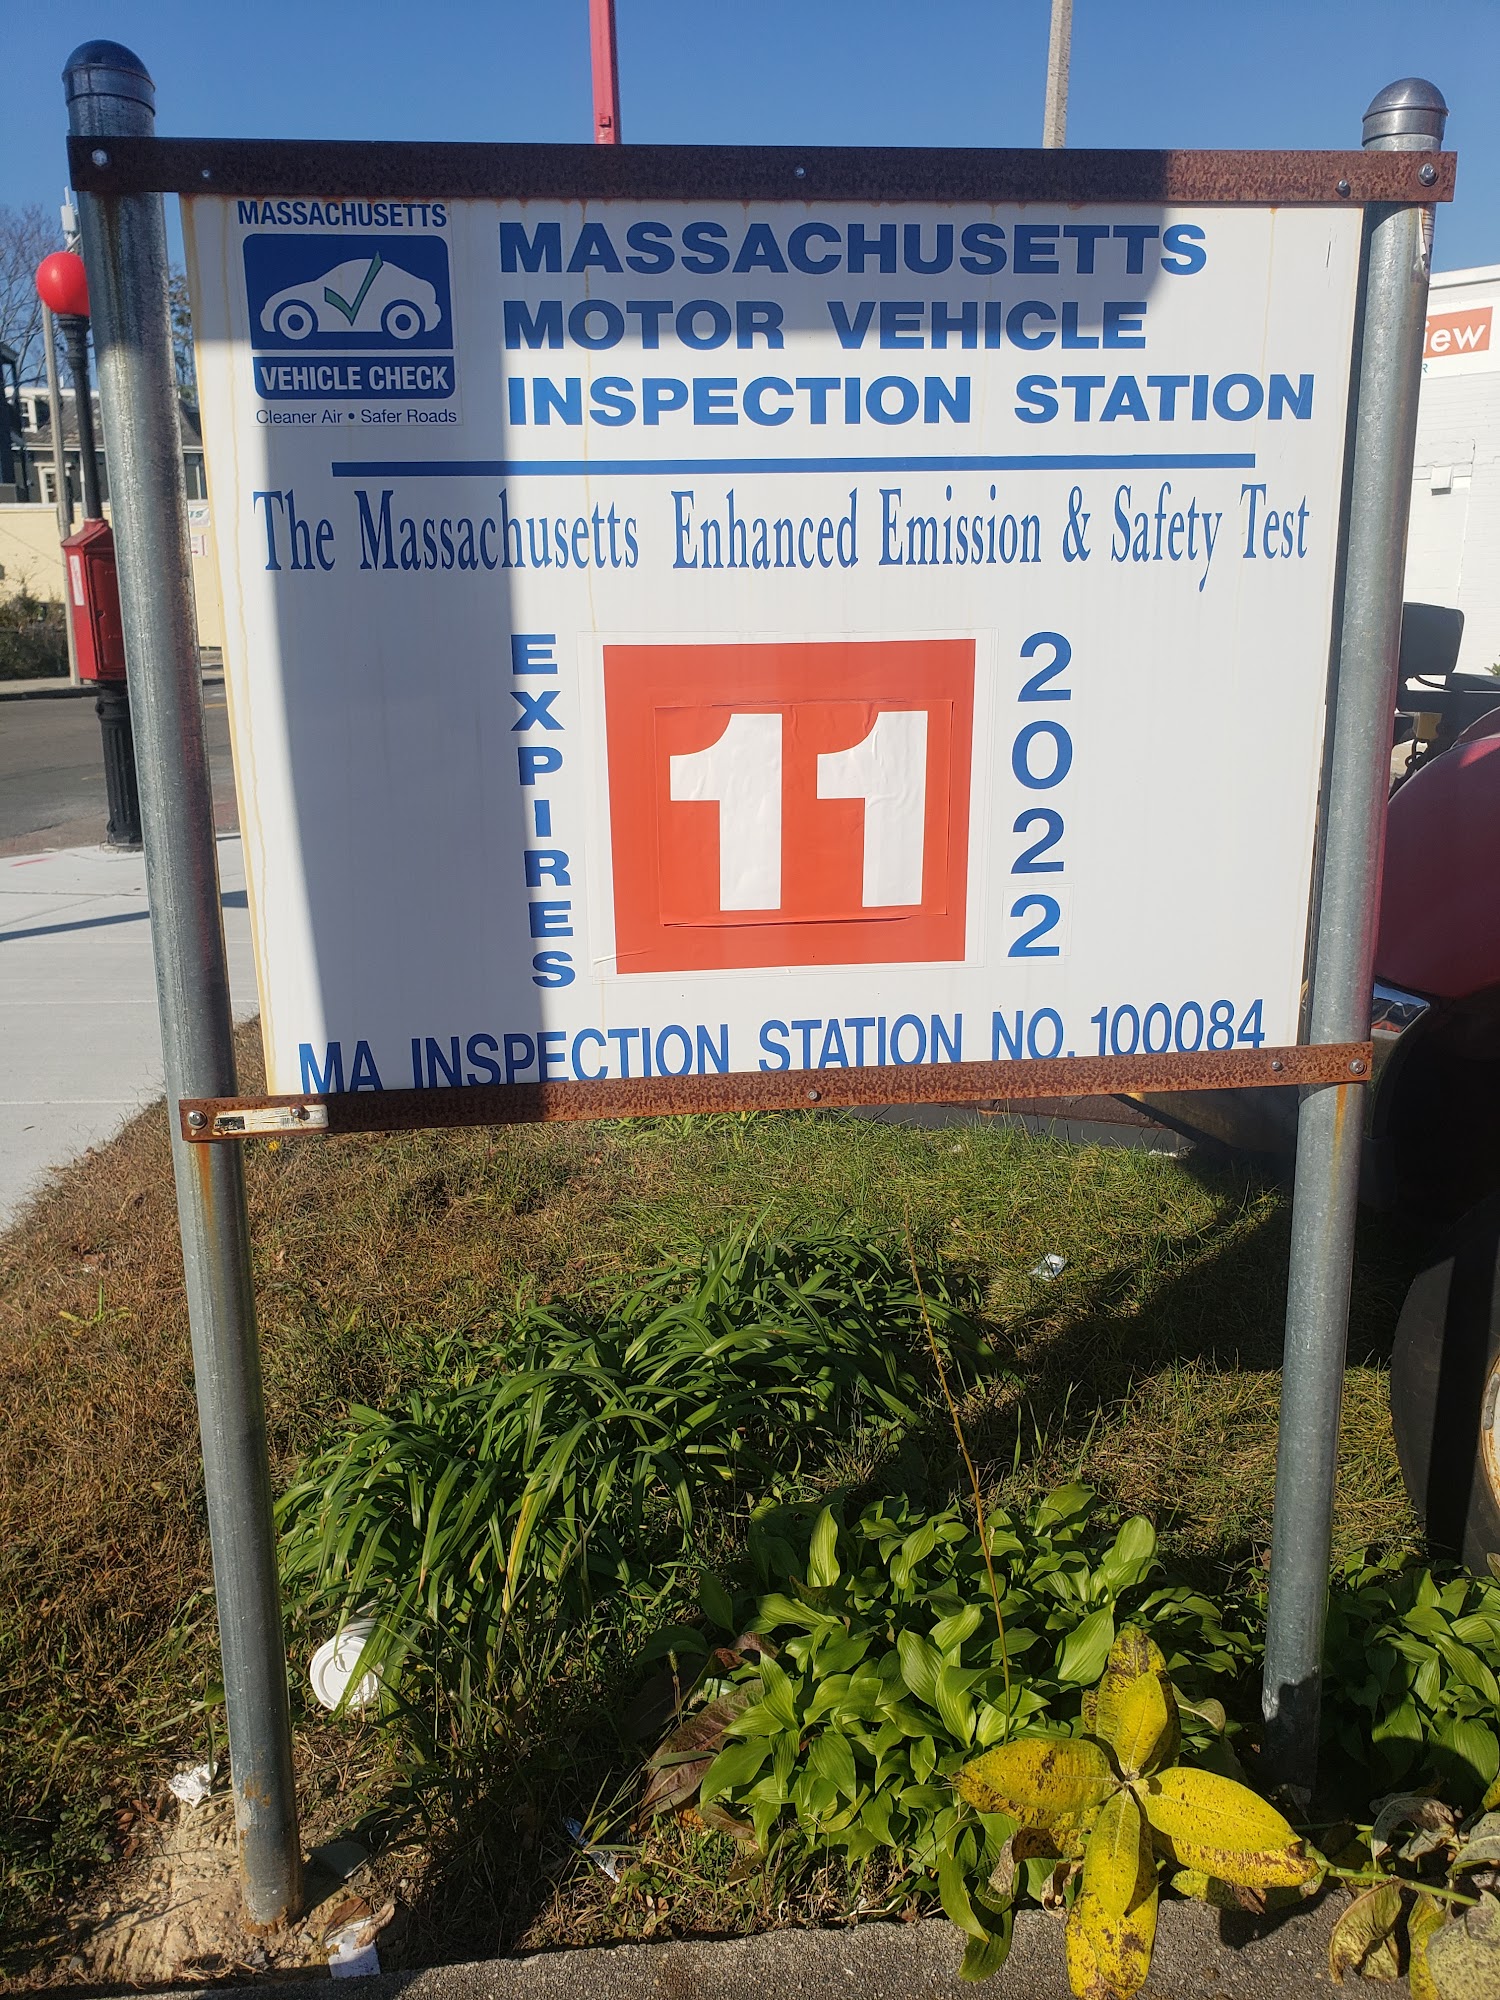 MASSACHUSETTS
VEHICLE CHECK
Cleaner Air • Safer Roads
MASSACHUSETTS
MOTOR VEHICLE
INSPECTION STATION
The Massachusetts Enhanced Emission & Safety Test
EXPIRES
11
2022
MA INSPECTION STATION NO. 100084
iew